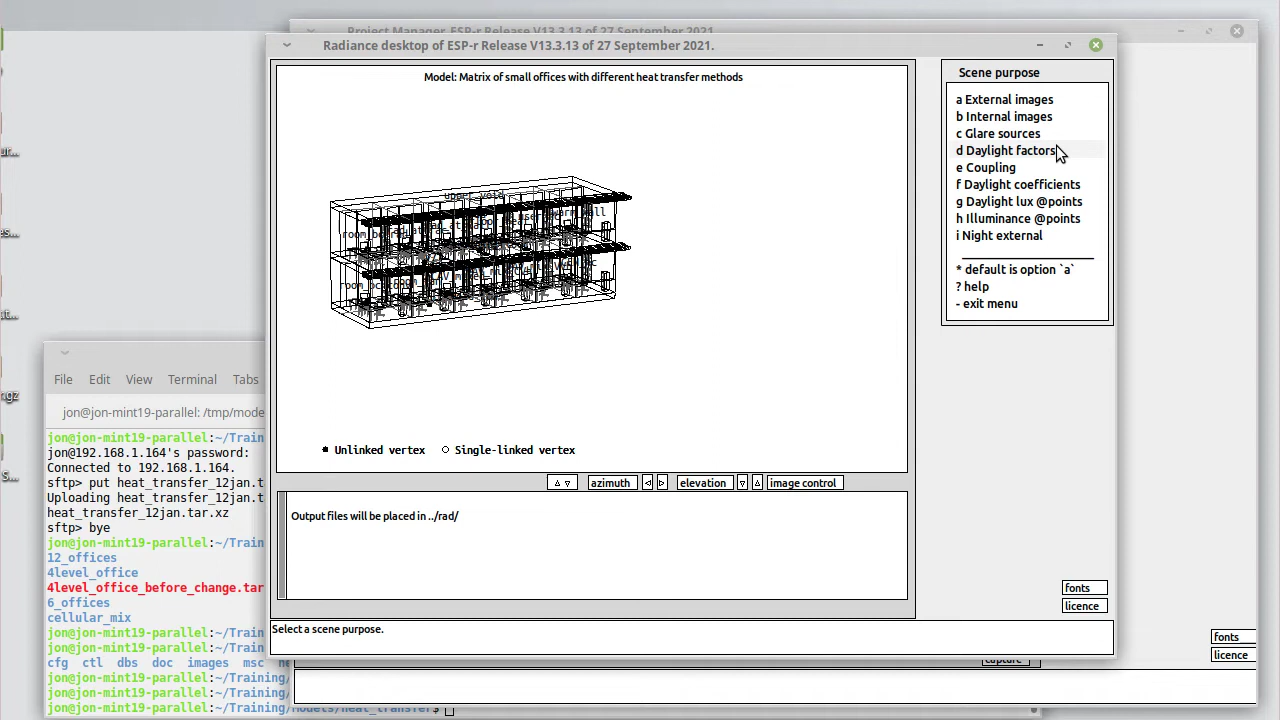 Project Manager, ESP-r Release V13.3.13 of 27 September 2021.
Radiance desktop of ESP-r Release V13.3.13 of 27 September 2021.
Model: Matrix of small offices with different heat transfer methods
Unlinked vertex
Single-linked vertex
azimuth
elevation
image control
Output files will be placed in ../rad/
Select a scene purpose.
Scene purpose
a External images
b Internal images
c Glare sources
d Daylight factors
e Coupling
f Daylight coefficients
g Daylight lux @points
h Illuminance @points
i Night external
* default is option `a`
? help
- exit menu
fonts
licence
fonts
licence
capture
File Edit View Terminal Tabs
jon@jon-mint19-parallel: /tmp/mode
jon@jon-mint19-parallel:~/Train
jon@192.168.1.164's password:
Connected to 192.168.1.164.
sftp> put heat_transfer_12jan.t
Uploading heat_transfer_12jan.t
heat_transfer_12jan.tar.xz
sftp> bye
jon@jon-mint19-parallel:~/Train
12_offices
4level_office
4level_office_before_change.tar
6_offices
cellular_mix
jon@jon-mint19-parallel:~/Train
jon@jon-mint19-parallel:~/Train
cfg ctl dbs doc images msc
jon@jon-mint19-parallel:~/Training/
jon@jon-mint19-parallel:~/Training/
jon@jon-mint19-parallel:~/Training/Models/heat_transfer$